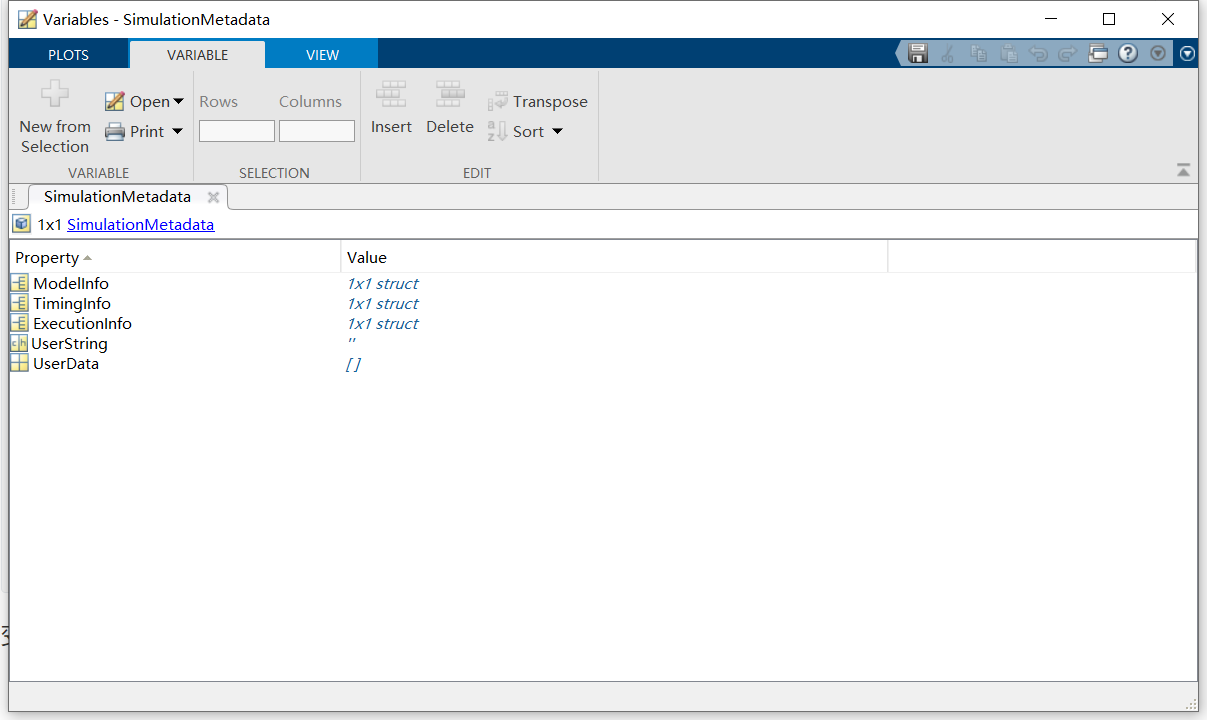 Variables - SimulationMetadata
PLOTS VARIABLE VIEW
New from Selection
Open
Print
VARIABLE
Rows Columns
SELECTION
Insert
Delete
Transpose
Sort
EDIT
SimulationMetadata
1x1 SimulationMetadata
Property Value
ModelInfo 1x1 struct
TimingInfo 1x1 struct
ExecutionInfo 1x1 struct
UserString ''
UserData []